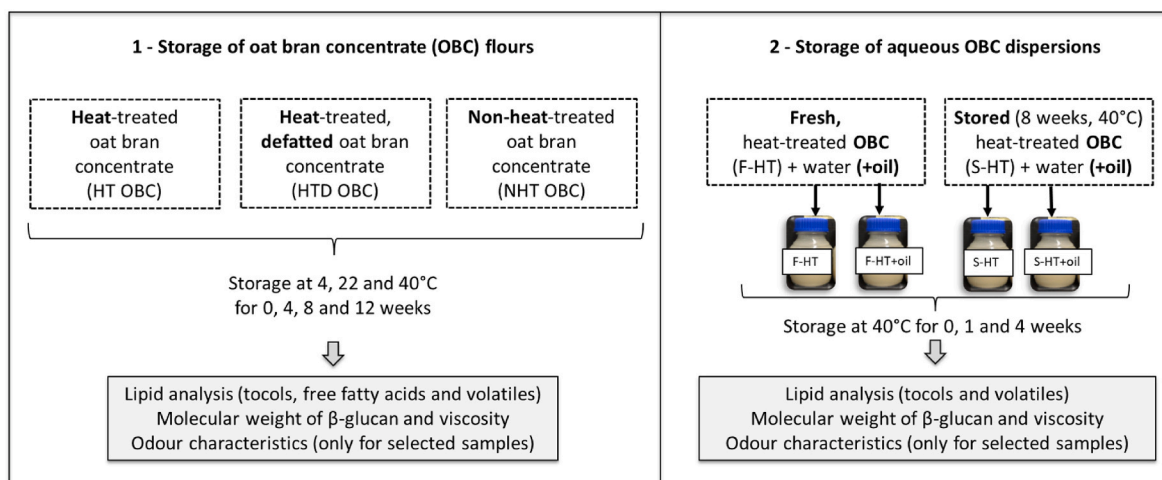 1 - Storage of oat bran concentrate (OBC) flours
Heat-treated
oat bran
concentrate
(HT OBC)
Heat-treated,
defatted oat bran
concentrate
(HTD OBC)
Non-heat-treated
oat bran
concentrate
(NHT OBC)
Storage at 4, 22 and 40°C
for 0, 4, 8 and 12 weeks
Lipid analysis (tocols, free fatty acids and volatiles)
Molecular weight of β-glucan and viscosity
Odour characteristics (only for selected samples)
2 - Storage of aqueous OBC dispersions
Fresh,
heat-treated OBC
(F-HT) + water (+oil)
Stored (8 weeks, 40°C)
heat-treated OBC
(S-HT) + water (+oil)
F-HT
F-HT+oil
S-HT
S-HT+oil
Storage at 40°C for 0, 1 and 4 weeks
Lipid analysis (tocols and volatiles)
Molecular weight of β-glucan and viscosity
Odour characteristics (only for selected samples)